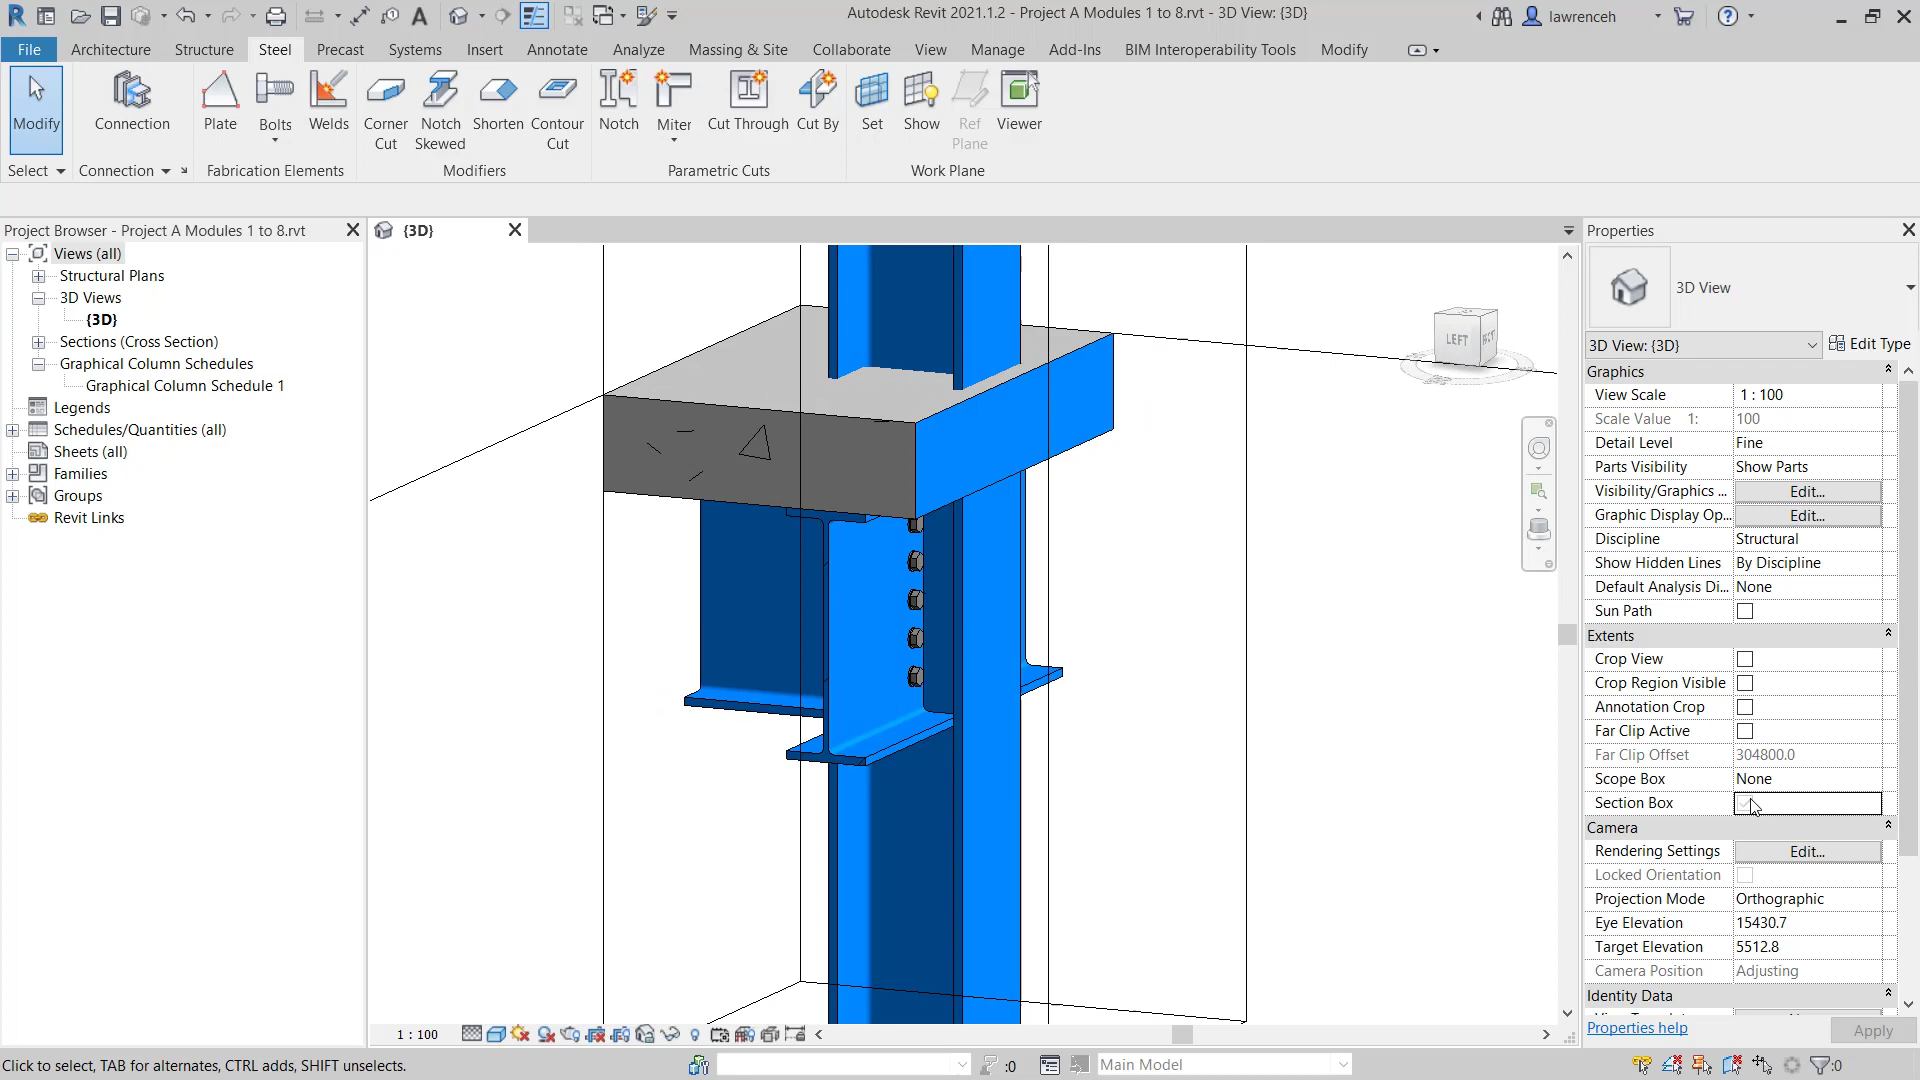 Autodesk Revit 2021.1.2 - Project A Modules 1 to 8.rvt - 3D View: {3D}
lawrenceh
File
Architecture
Structure
Steel
Precast
Systems
Insert
Annotate
Analyze
Massing & Site
Collaborate
View
Manage
Add-Ins
BIM Interoperability Tools
Modify
Modify
Connection
Plate
Bolts
Welds
Corner Cut
Notch Skewed
Shorten
Contour Cut
Notch
Miter
Cut Through
Cut By
Set
Show
Ref Plane
Viewer
Select
Connection
Fabrication Elements
Modifiers
Parametric Cuts
Work Plane
Project Browser - Project A Modules 1 to 8.rvt
Views (all)
Structural Plans
3D Views
{3D}
Sections (Cross Section)
Graphical Column Schedules
Graphical Column Schedule 1
Legends
Schedules/Quantities (all)
Sheets (all)
Families
Groups
Revit Links
{3D}
LEFT
1 : 100
Properties
3D View
3D View: {3D}
Edit Type
Graphics
View Scale 1 : 100
Scale Value 1: 100
Detail Level Fine
Parts Visibility Show Parts
Visibility/Graphics ... Edit...
Graphic Display Op... Edit...
Discipline Structural
Show Hidden Lines By Discipline
Default Analysis Di... None
Sun Path
Extents
Crop View
Crop Region Visible
Annotation Crop
Far Clip Active
Far Clip Offset 304800.0
Scope Box None
Section Box
Camera
Rendering Settings Edit...
Locked Orientation
Projection Mode Orthographic
Eye Elevation 15430.7
Target Elevation 5512.8
Camera Position Adjusting
Identity Data
Properties help
Apply
Click to select, TAB for alternates, CTRL adds, SHIFT unselects.
:0
Main Model
:0